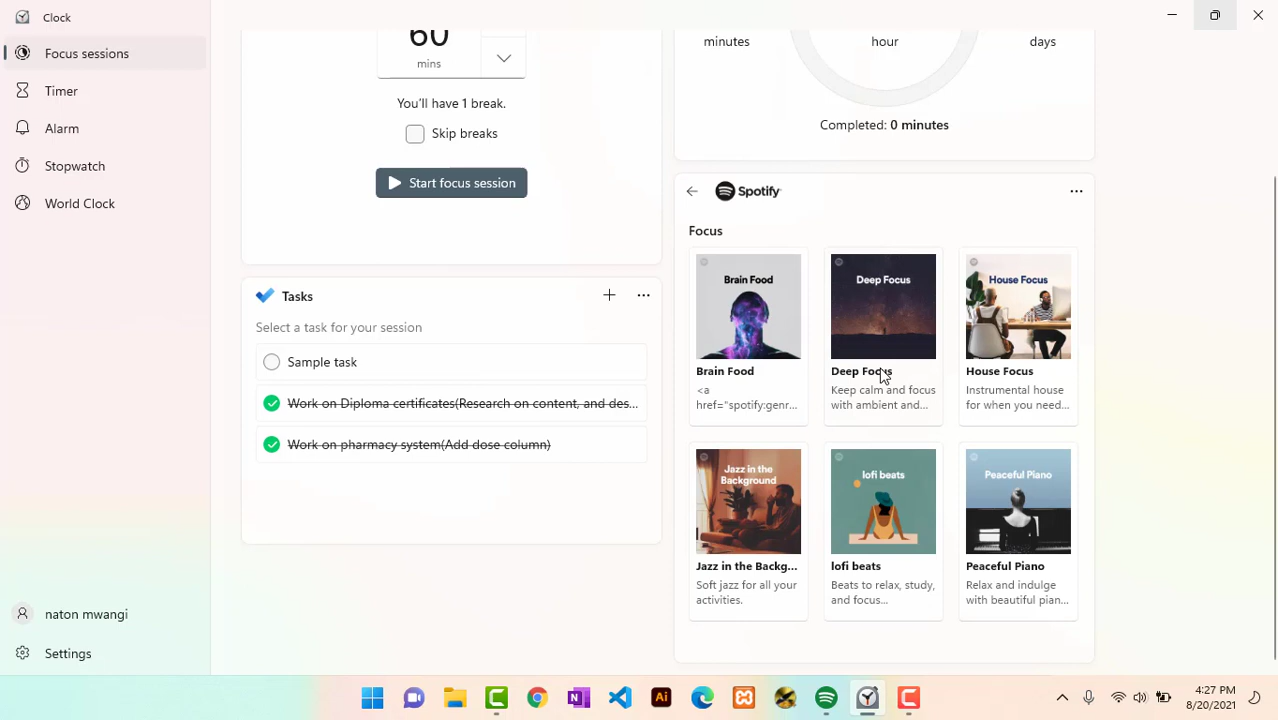 Clock
Focus sessions
Timer
Alarm
Stopwatch
World Clock
naton mwangi
Settings
60
mins
You'll have 1 break.
Skip breaks
Start focus session
Tasks
Select a task for your session
Sample task
Work on Diploma certificates(Research on content, and des...
Work on pharmacy system(Add dose column)
minutes
hour
days
Completed: 0 minutes
Spotify
Focus
Brain Food
Brain Food
<a
href="spotify:genr...
Deep Focus
Deep Focus
Keep calm and focus
with ambient and...
House Focus
House Focus
Instrumental house
for when you need...
Jazz in the
Background
Jazz in the Backg...
Soft jazz for all your
activities.
lofi beats
lofi beats
Beats to relax, study,
and focus...
Peaceful Piano
Peaceful Piano
Relax and indulge
with beautiful pian...
Ai
4:27 PM
8/20/2021